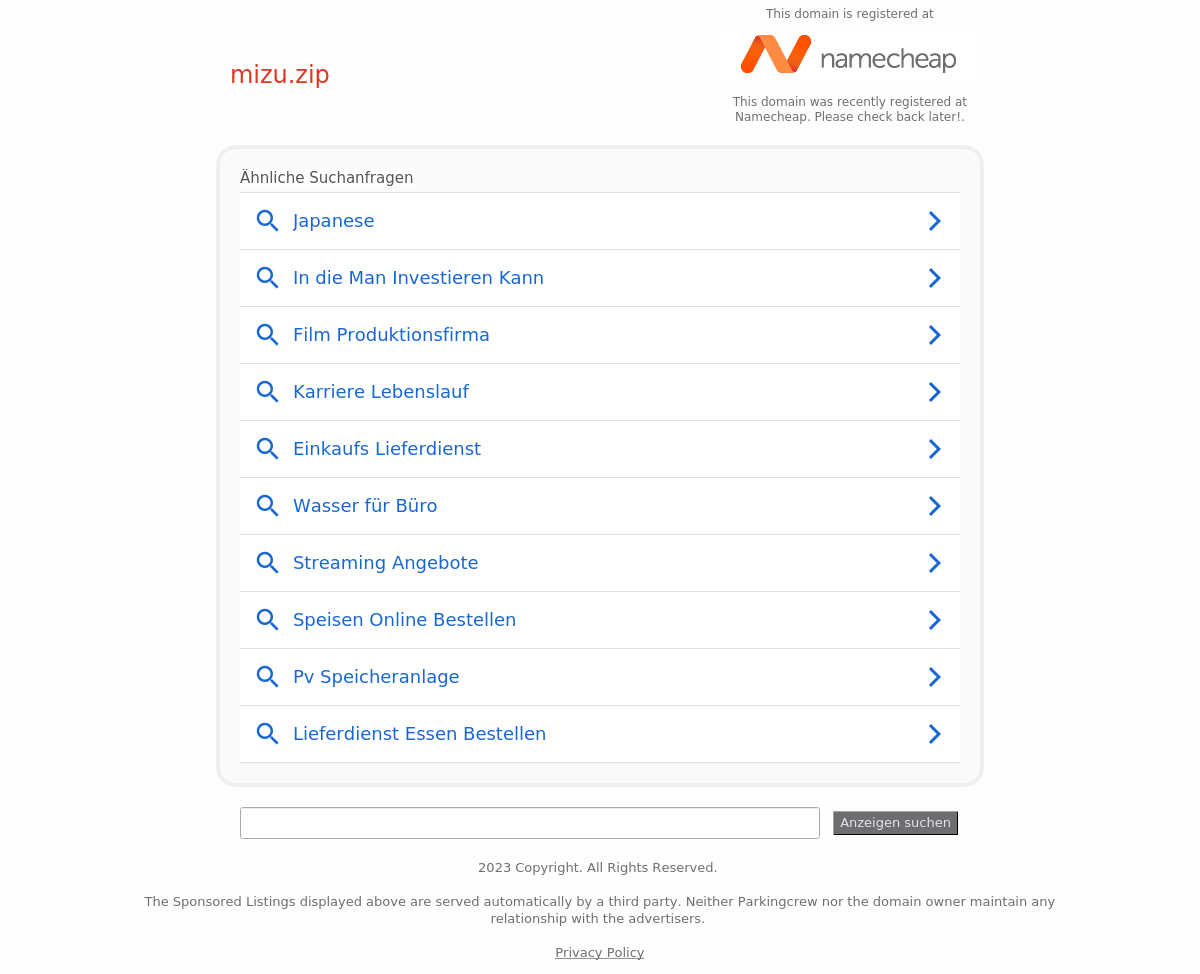 This domain is registered at
mizu.zip
namecheap
This domain was recently registered at
Namecheap. Please check back later!.
Ähnliche Suchanfragen
Japanese
In die Man Investieren Kann
Film Produktionsfirma
Karriere Lebenslauf
Einkaufs Lieferdienst
Wasser für Büro
Streaming Angebote
Speisen Online Bestellen
Pv Speicheranlage
Lieferdienst Essen Bestellen
Anzeigen suchen
2023 Copyright. All Rights Reserved.
The Sponsored Listings displayed above are served automatically by a third party. Neither Parkingcrew nor the domain owner maintain any
relationship with the advertisers.
Privacy Policy